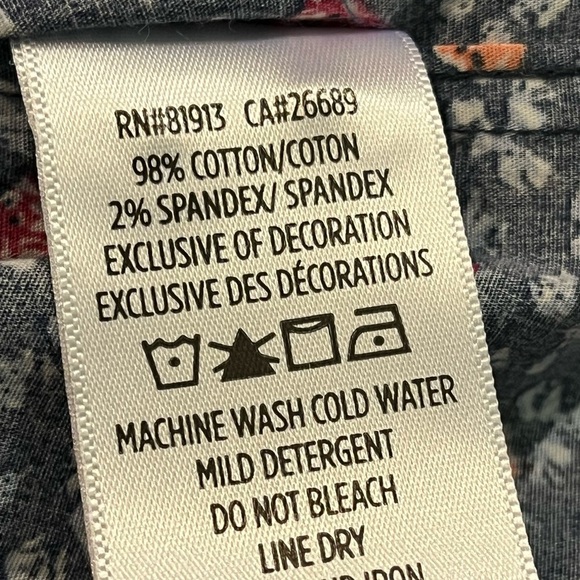 RN#81913 CA#26689
98% COTTON/COTON
2% SPANDEX/ SPANDEX
EXCLUSIVE OF DECORATION
EXCLUSIVE DES DÉCORATIONS
MACHINE WASH COLD WATER
MILD DETERGENT
DO NOT BLEACH
LINE DRY
IRON